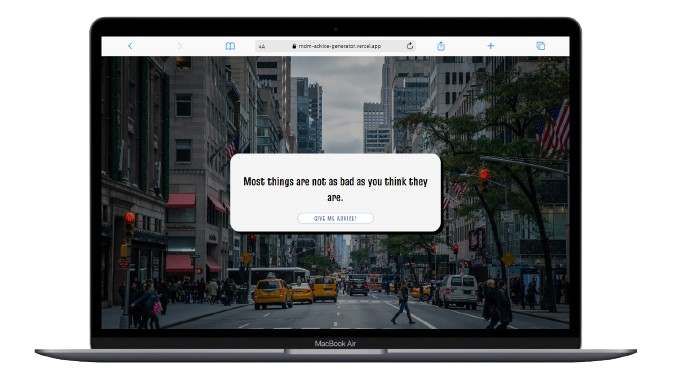 AA
mdm-advice-generator.vercel.app
Most things are not as bad as you think they
are.
GIVE ME ADVICE!
MacBook Air